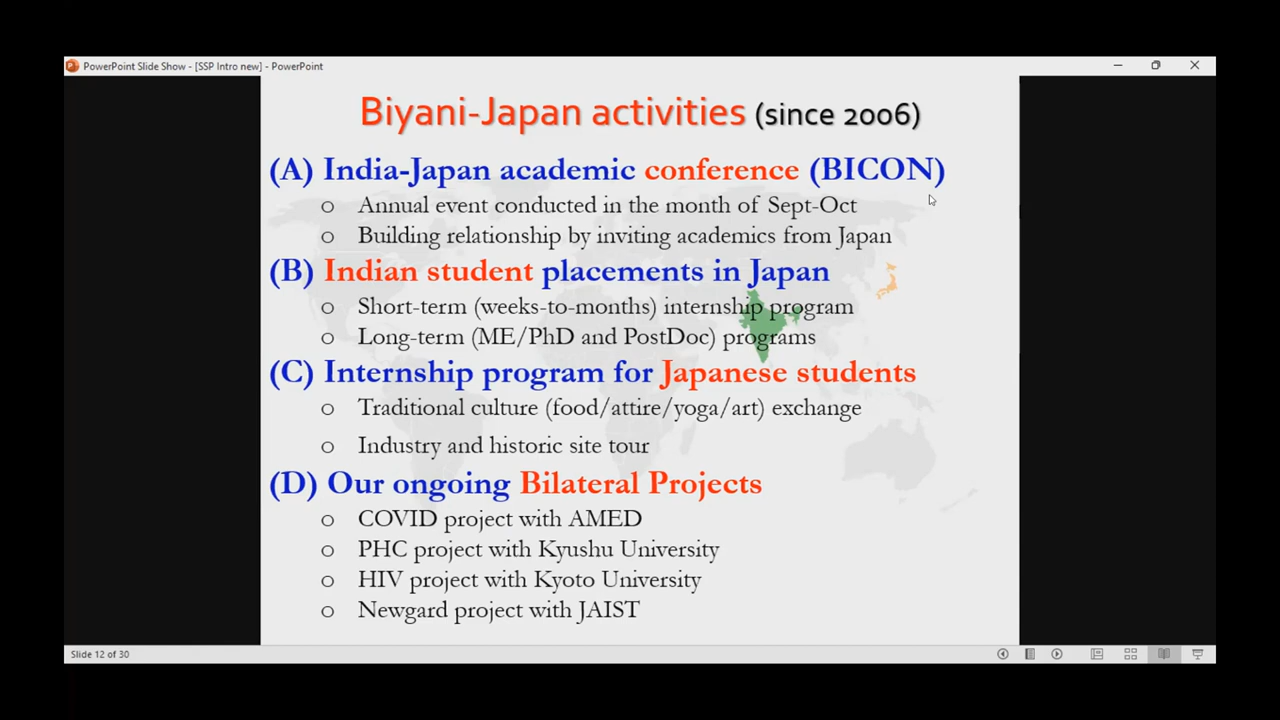 PowerPoint Slide Show - [SSP Intro new] - PowerPoint
Biyani-Japan activities (since 2006)
(A) India-Japan academic conference (BICON)
o Annual event conducted in the month of Sept-Oct
o Building relationship by inviting academics from Japan
(B) Indian student placements in Japan
o Short-term (weeks-to-months) internship program
o Long-term (ME/PhD and PostDoc) programs
(C) Internship program for Japanese students
o Traditional culture (food/attire/yoga/art) exchange
o Industry and historic site tour
(D) Our ongoing Bilateral Projects
o COVID project with AMED
o PHC project with Kyushu University
o HIV project with Kyoto University
o Newgard project with JAIST
Slide 12 of 30